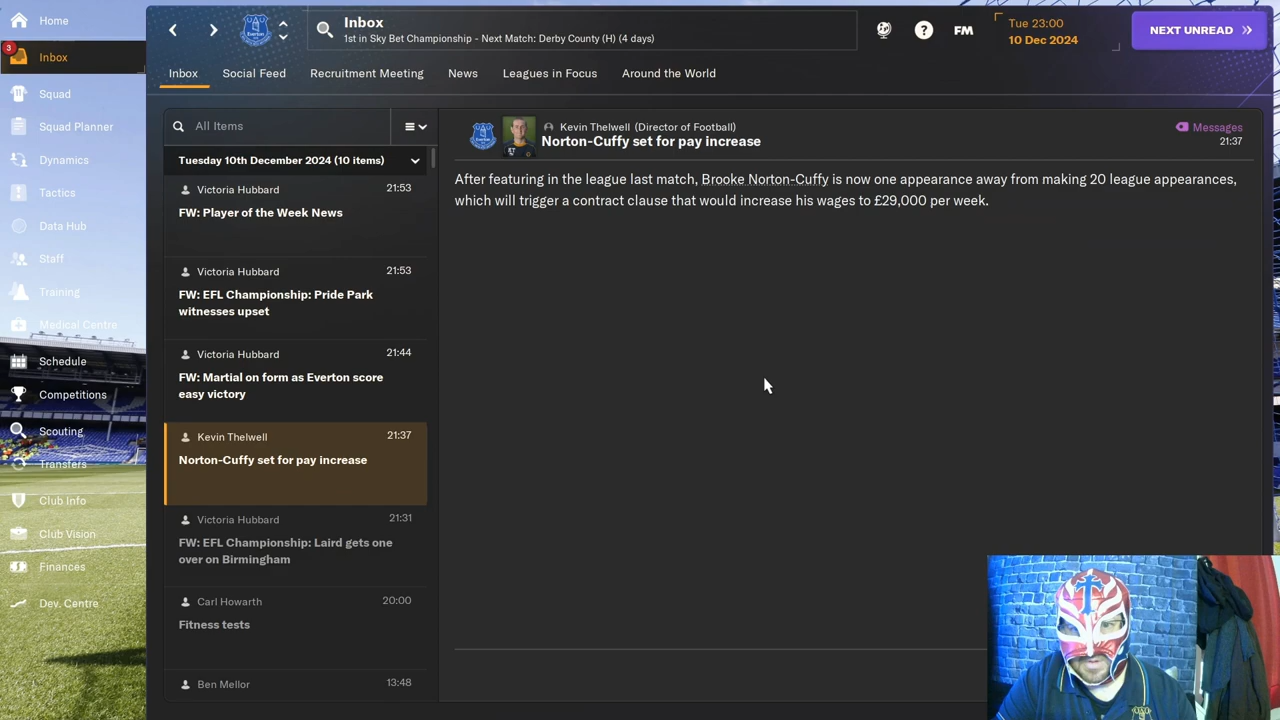 Home
3
Inbox
Squad
Squad Planner
Dynamics
Tactics
Data Hub
Staff
Training
Medical Centre
Schedule
Competitions
Scouting
Transfers
Club Info
Club Vision
Finances
Dev. Centre
Everton
Inbox
1st in Sky Bet Championship - Next Match: Derby County (H) (4 days)
?
FM
Tue 23:00
10 Dec 2024
NEXT UNREAD
Inbox Social Feed Recruitment Meeting News Leagues in Focus Around the World
All Items
Tuesday 10th December 2024 (10 items)
Victoria Hubbard 21:53
FW: Player of the Week News
Victoria Hubbard 21:53
FW: EFL Championship: Pride Park
witnesses upset
Victoria Hubbard 21:44
FW: Martial on form as Everton score
easy victory
Kevin Thelwell 21:37
Norton-Cuffy set for pay increase
Victoria Hubbard 21:31
FW: EFL Championship: Laird gets one
over on Birmingham
Carl Howarth 20:00
Fitness tests
Ben Mellor 13:48
Kevin Thelwell (Director of Football)
Norton-Cuffy set for pay increase
Messages
21:37
After featuring in the league last match, Brooke Norton-Cuffy is now one appearance away from making 20 league appearances,
which will trigger a contract clause that would increase his wages to £29,000 per week.